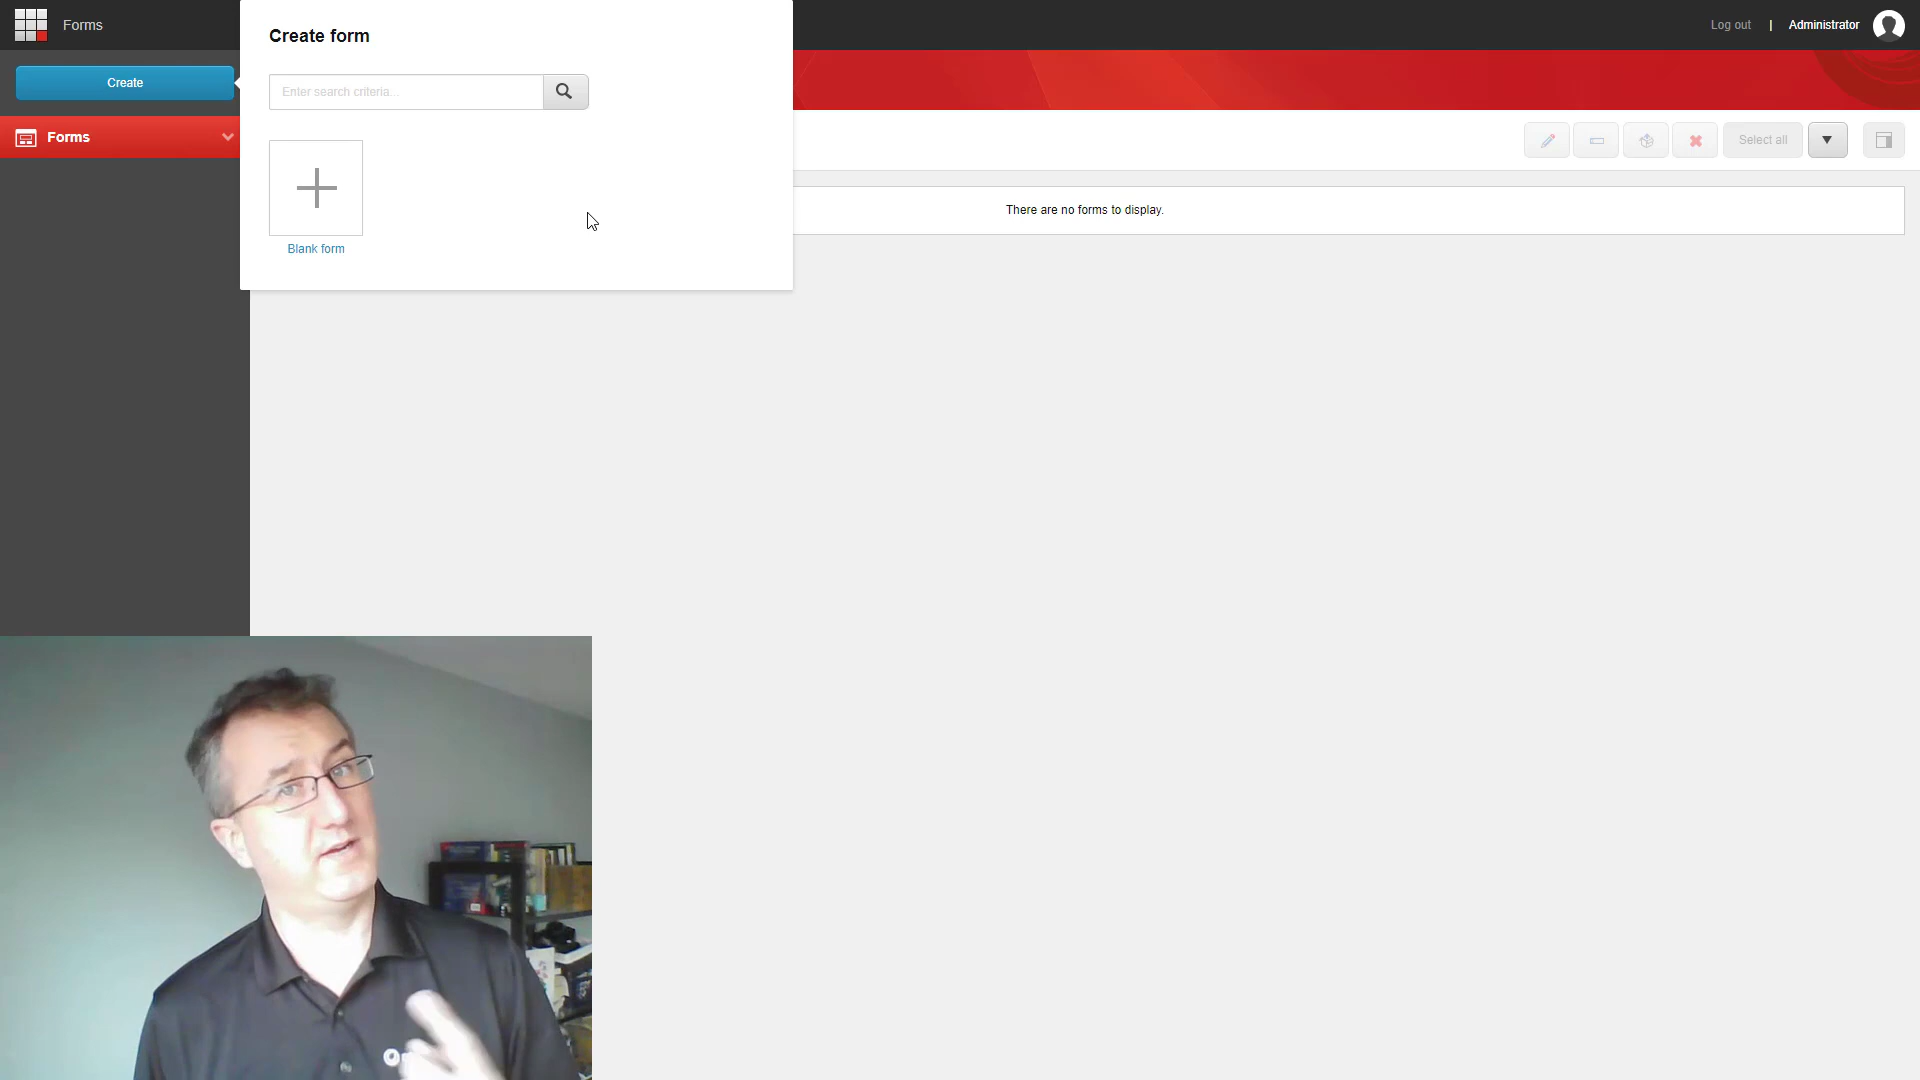 Forms
Create form
Log out | Administrator
Create
Enter search criteria...
Forms
Select all
There are no forms to display.
Blank form